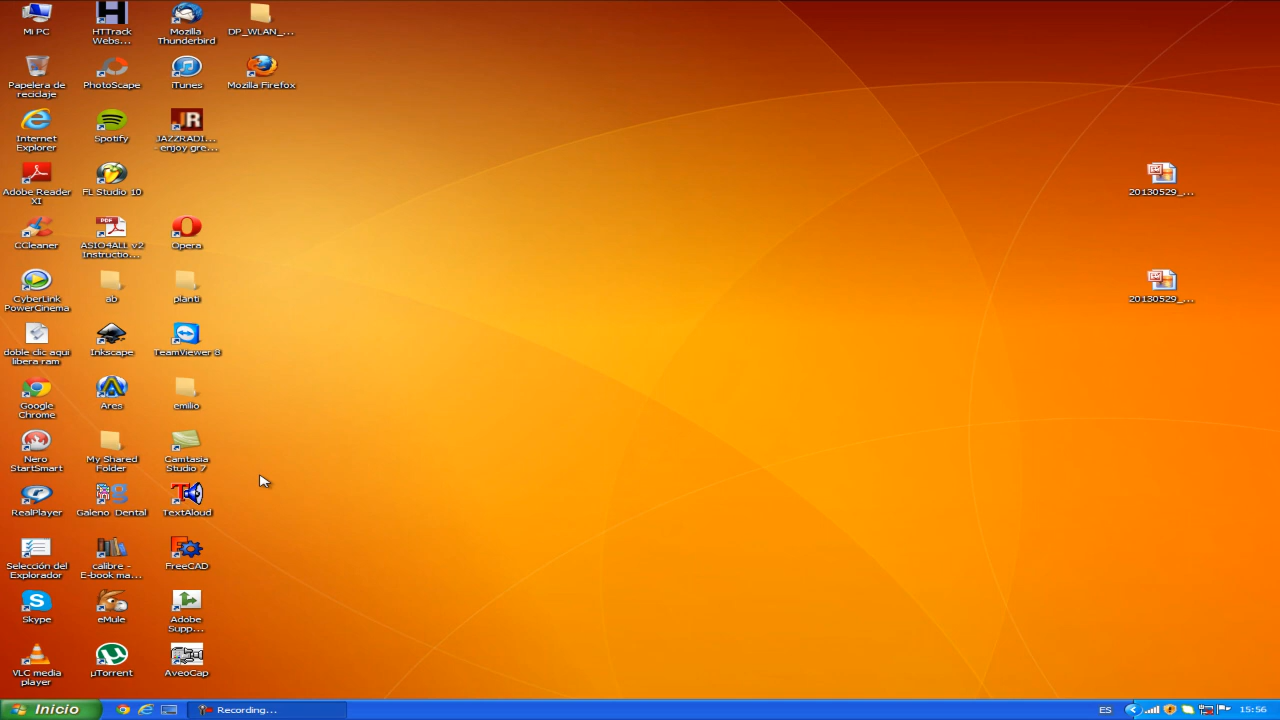 Mi PC
HTTrack
Webs...
Mozilla
Thunderbird
DP_WLAN_...
Papelera de
reciclaje
PhotoScape
iTunes
Mozilla Firefox
Internet
Explorer
Spotify
JAZZRADI...
- enjoy gre...
Adobe Reader
XI
FL Studio 10
CCleaner
ASIO4ALL v2
Instructio...
Opera
CyberLink
PowerCinema
ab
planti
doble clic aqui
libera ram
Inkscape
TeamViewer 8
Google
Chrome
Ares
emilio
Nero
StartSmart
My Shared
Folder
Camtasia
Studio 7
RealPlayer
Galeno_Dental
TextAloud
Selección del
Explorador
calibre -
E-book ma...
FreeCAD
Skype
eMule
Adobe
Supp...
VLC media
player
µTorrent
AveoCap
20130529_...
20130529_...
Inicio
Recording...
ES
15:56